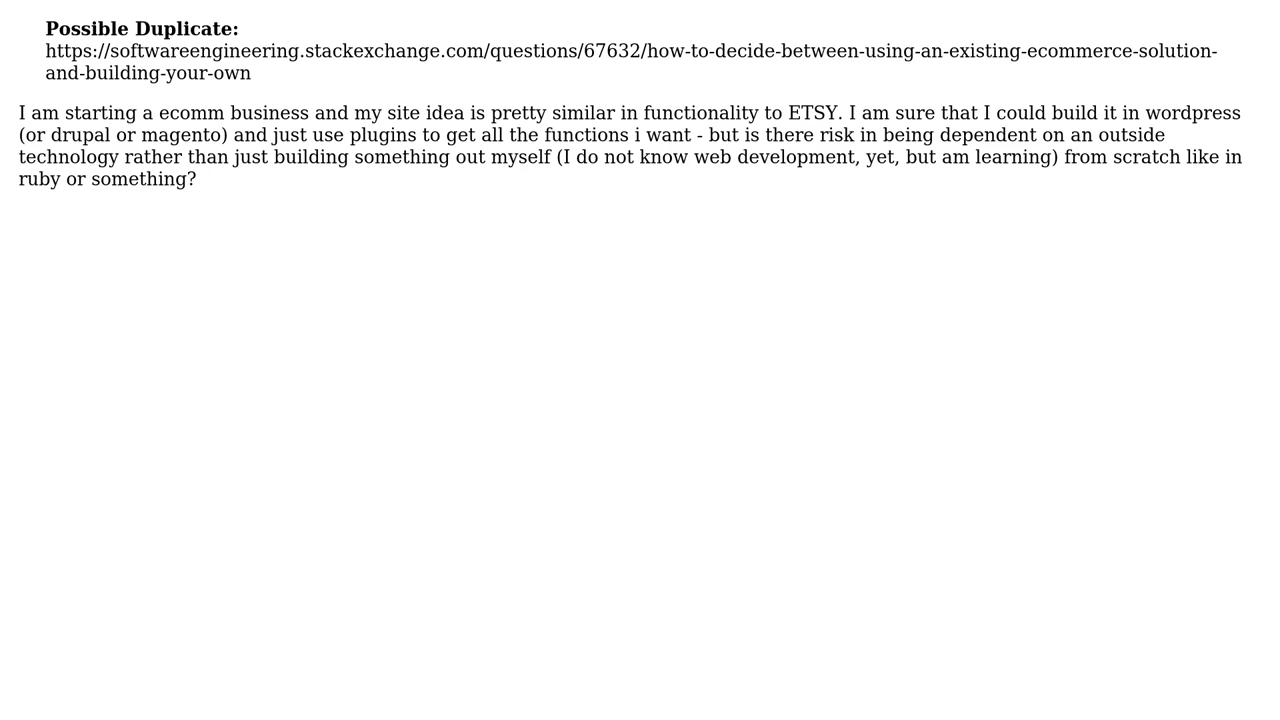 Possible Duplicate:
https://softwareengineering.stackexchange.com/questions/67632/how-to-decide-between-using-an-existing-ecommerce-solution-
and-building-your-own
I am starting a ecomm business and my site idea is pretty similar in functionality to ETSY. I am sure that I could build it in wordpress
(or drupal or magento) and just use plugins to get all the functions i want - but is there risk in being dependent on an outside
technology rather than just building something out myself (I do not know web development, yet, but am learning) from scratch like in
ruby or something?